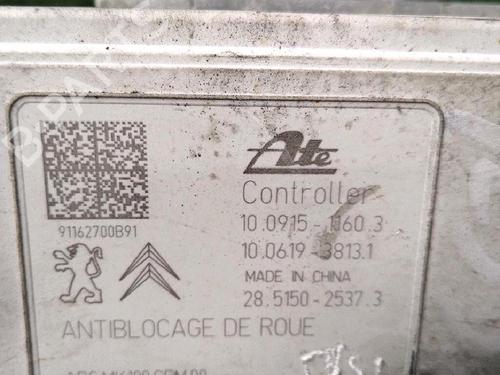 Ate
Controller
91162700B91
10.0915-1160.3
10.0619-3813.1
MADE IN CHINA
28.5150-2537.3
ANTIBLOCAGE DE ROUE